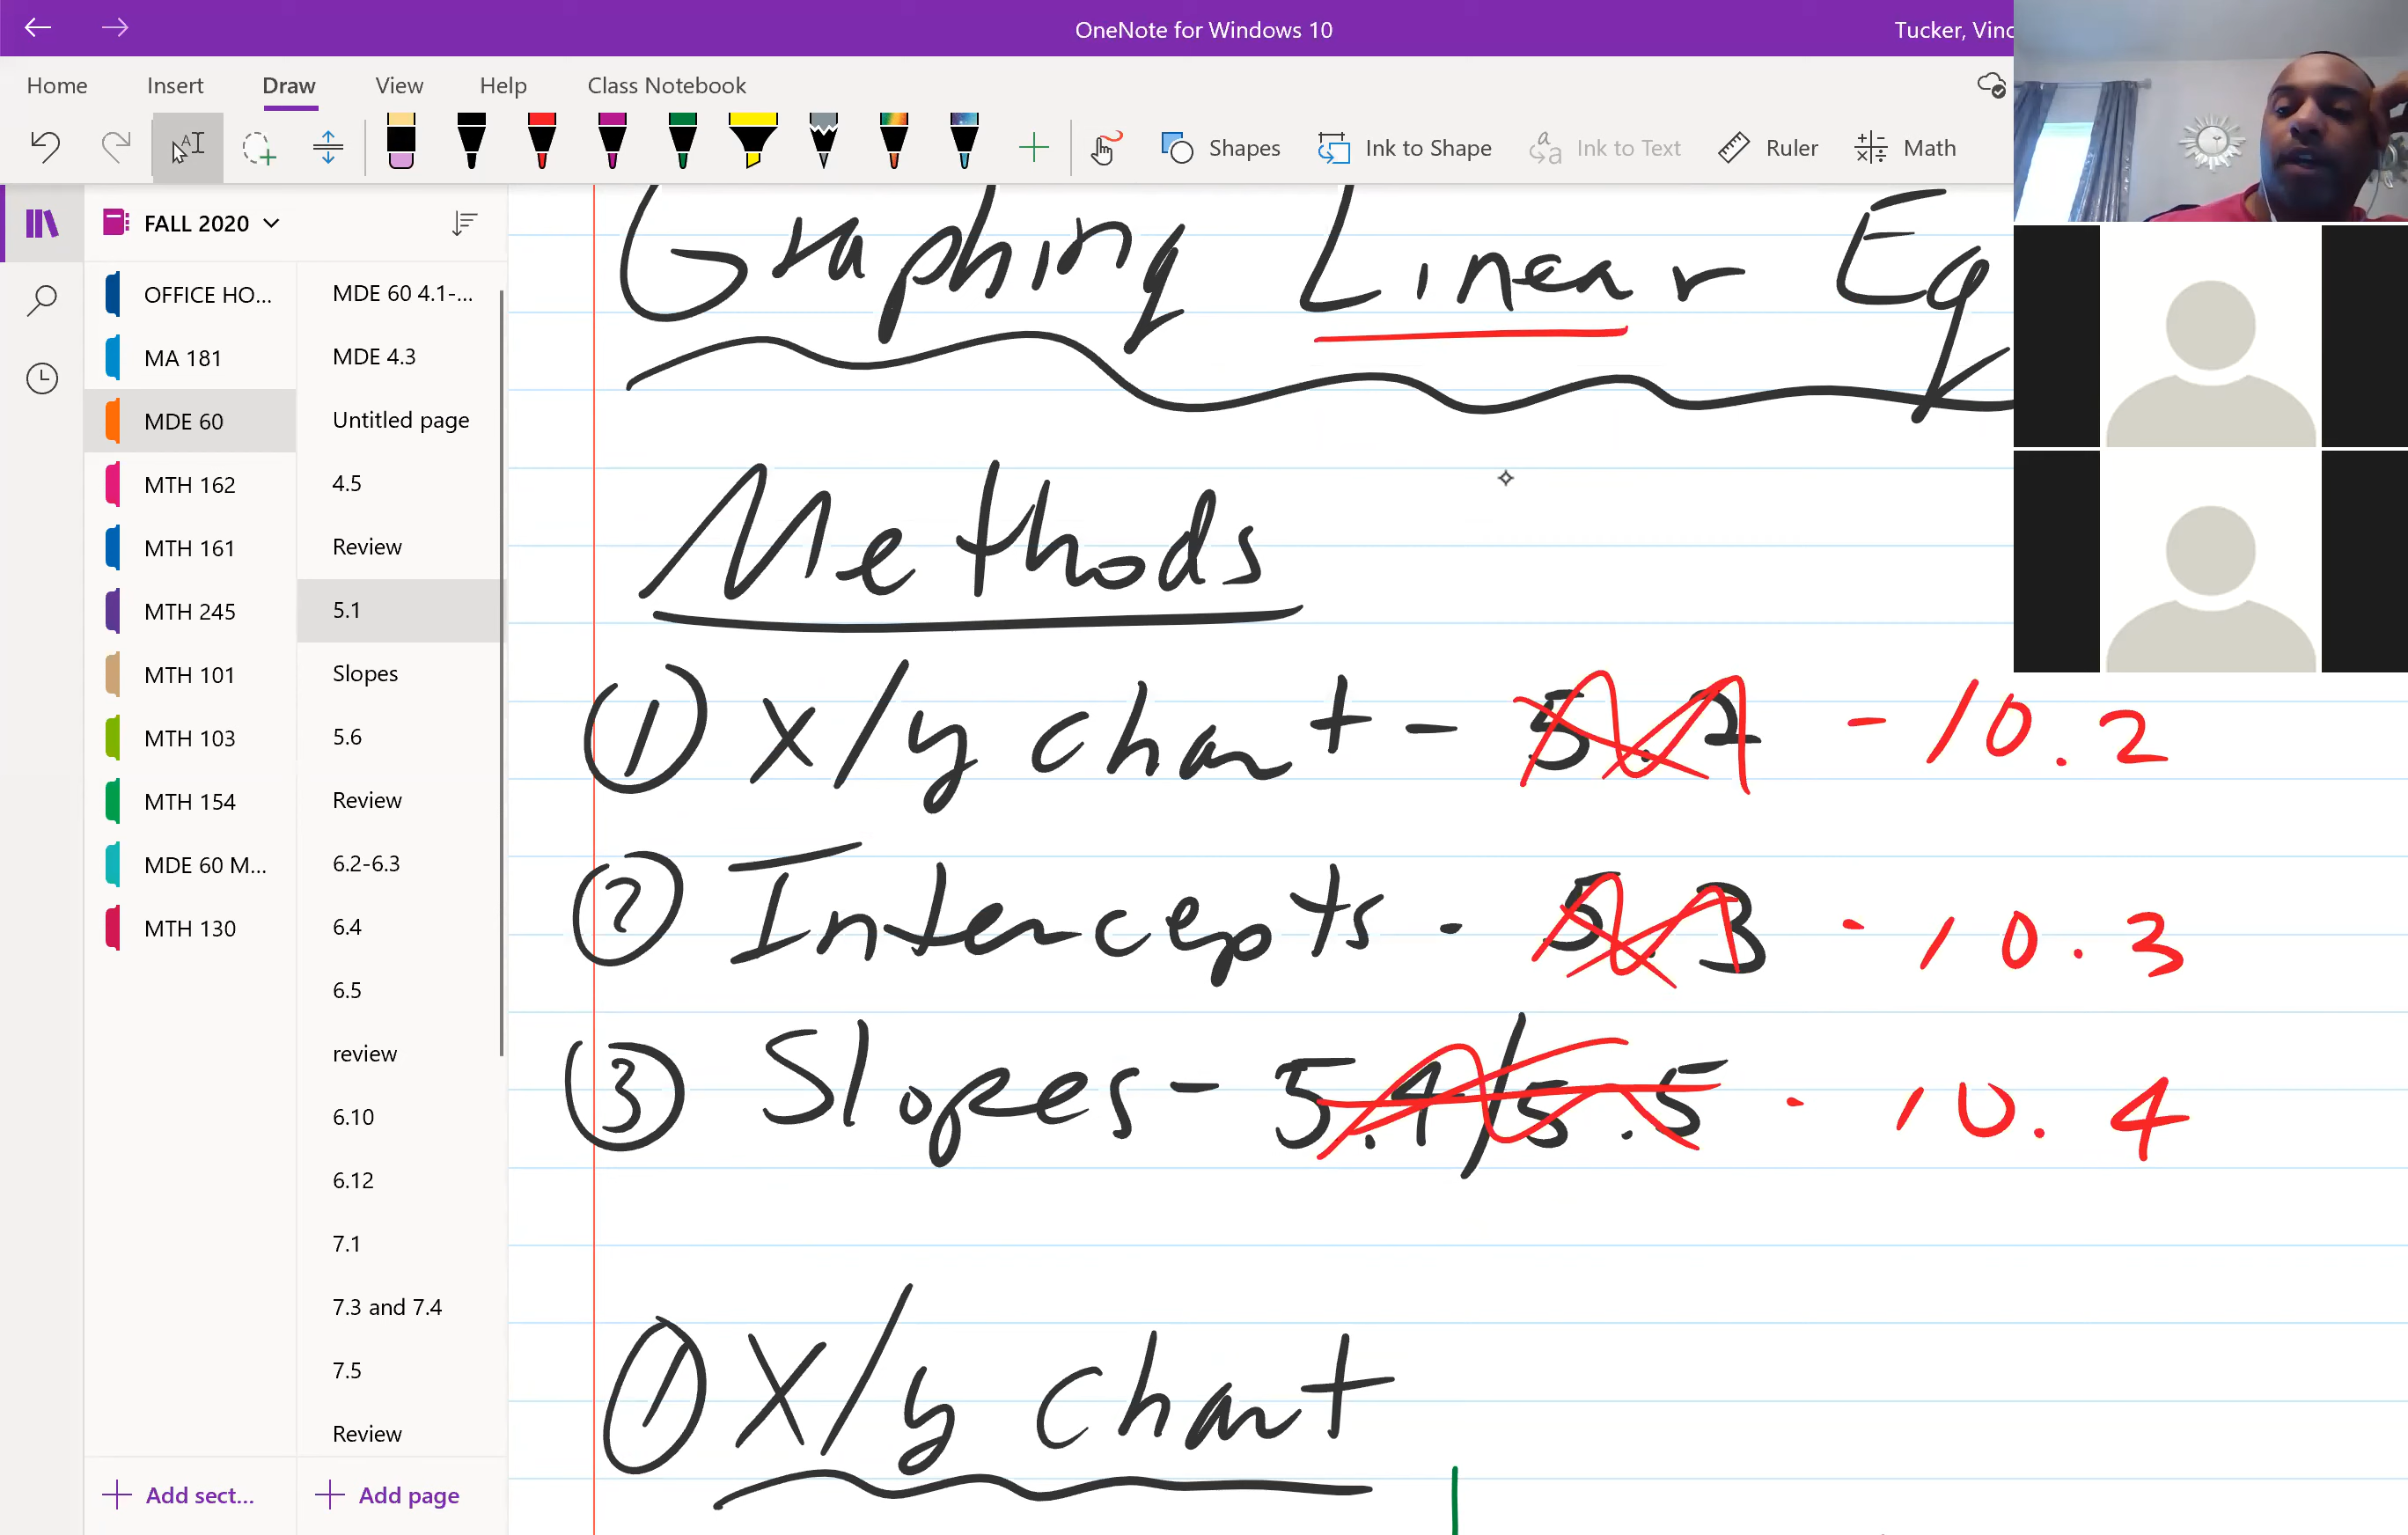 OneNote for Windows 10
Tucker, Vinc
Home Insert Draw View Help Class Notebook
Shapes Ink to Shape Ink to Text Ruler Math
FALL 2020
OFFICE HO...
MA 181
MDE 60
MTH 162
MTH 161
MTH 245
MTH 101
MTH 103
MTH 154
MDE 60 M...
MTH 130
Add sect...
MDE 60 4.1-...
MDE 4.3
Untitled page
4.5
Review
5.1
Slopes
5.6
Review
6.2-6.3
6.4
6.5
review
6.10
6.12
7.1
7.3 and 7.4
7.5
Review
Add page
Graphing Linear Eq
Methods
① x/y chart - 5.2 - 10.2
② Intercepts - 5.3 - 10.3
③ Slopes - 5.4/5.5 - 10.4
① X/y chart